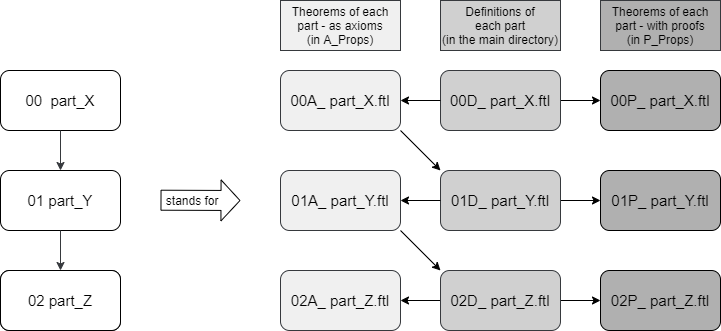 Theorems of each
part - as axioms
(in A_Props)
Definitions of
each part
(in the main directory)
Theorems of each
part - with proofs
(in P_Props)
00 part_X
00A_ part_X.ftl
00D_ part_X.ftl
00P_ part_X.ftl
01 part_Y
stands for
01A_ part_Y.ftl
01D_ part_Y.ftl
01P_ part_Y.ftl
02 part_Z
02A_ part_Z.ftl
02D_ part_Z.ftl
02P_ part_Z.ftl